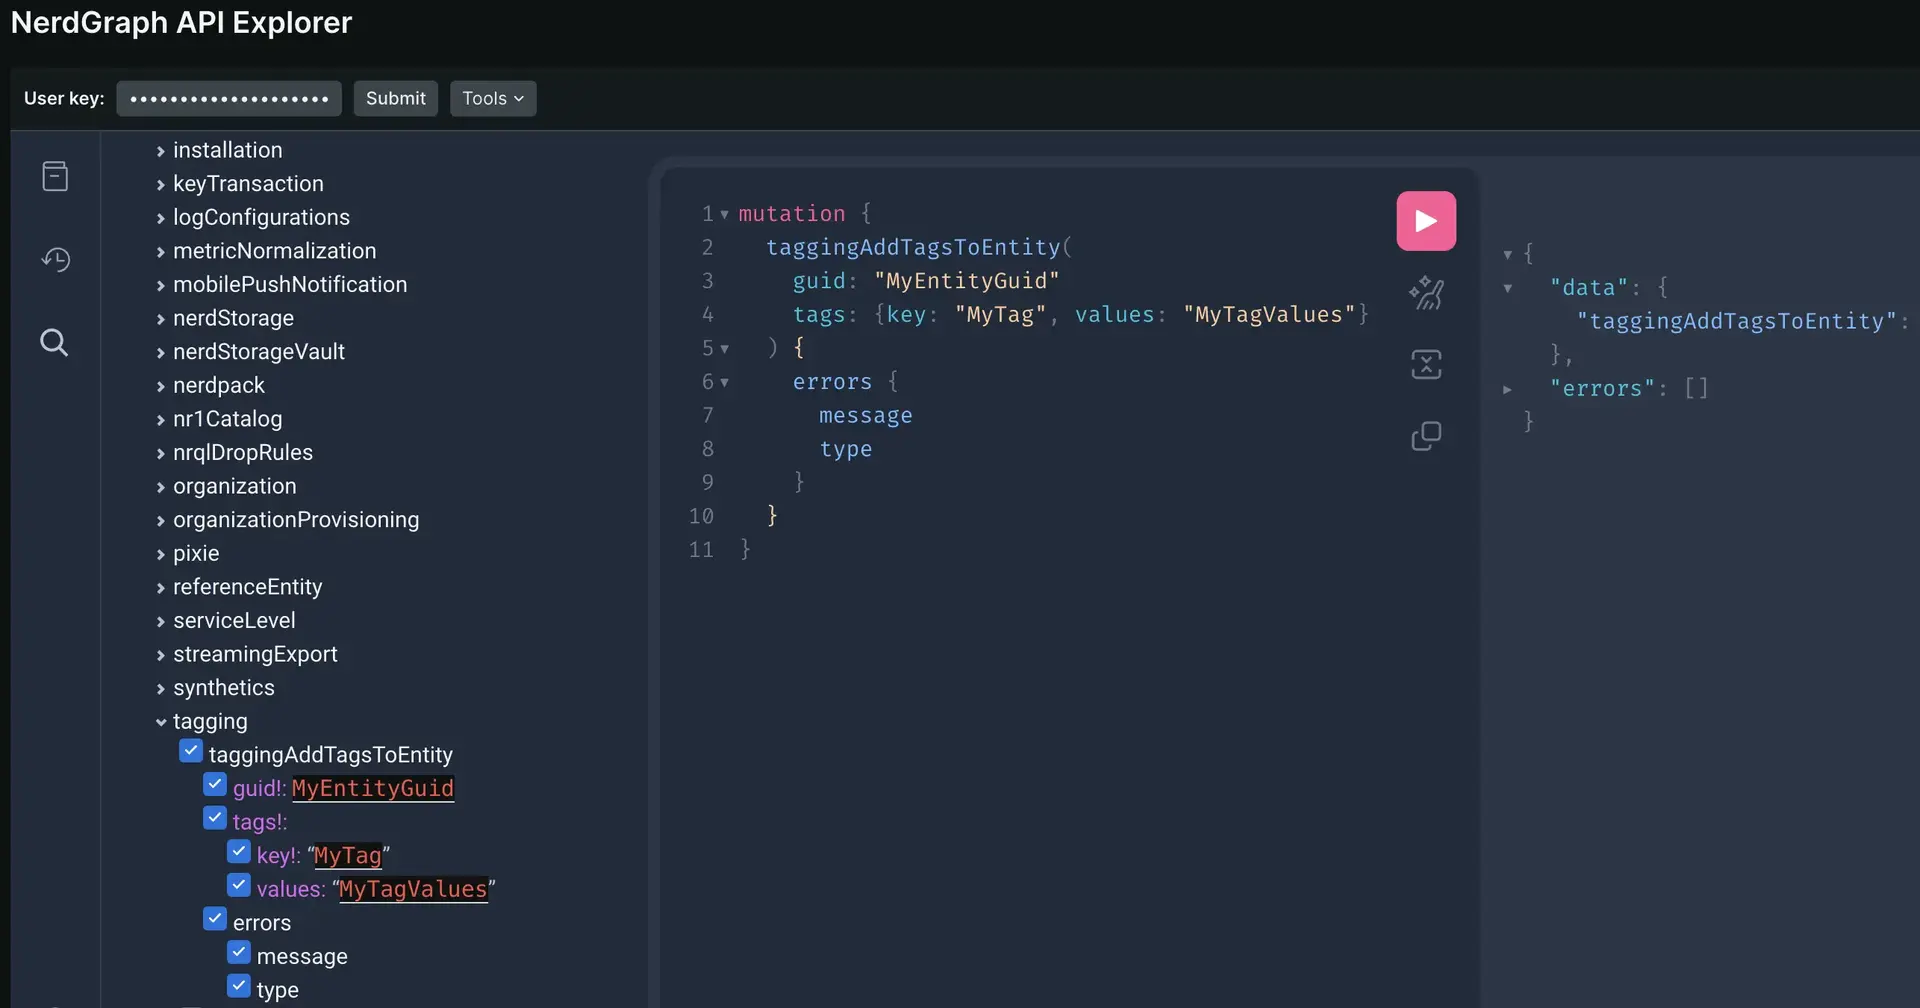 NerdGraph API Explorer
User key: •••••••••••••••••••• Submit Tools
installation
keyTransaction
logConfigurations
metricNormalization
mobilePushNotification
nerdStorage
nerdStorageVault
nerdpack
nr1Catalog
nrqlDropRules
organization
organizationProvisioning
pixie
referenceEntity
serviceLevel
streamingExport
synthetics
tagging
taggingAddTagsToEntity
guid!: MyEntityGuid
tags!:
key!: “MyTag”
values: “MyTagValues”
errors
message
type
1 mutation {
2 taggingAddTagsToEntity(
3 guid: "MyEntityGuid"
4 tags: {key: "MyTag", values: "MyTagValues"}
5 ) {
6 errors {
7 message
8 type
9 }
10 }
11 }
{
"data": {
"taggingAddTagsToEntity":
},
"errors": []
}